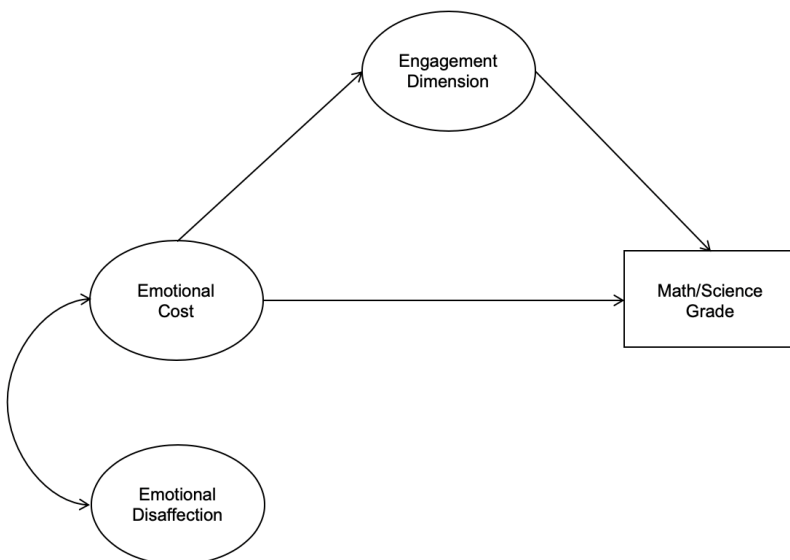 Engagement
Dimension
Emotional
Cost
Math/Science
Grade
Emotional
Disaffection